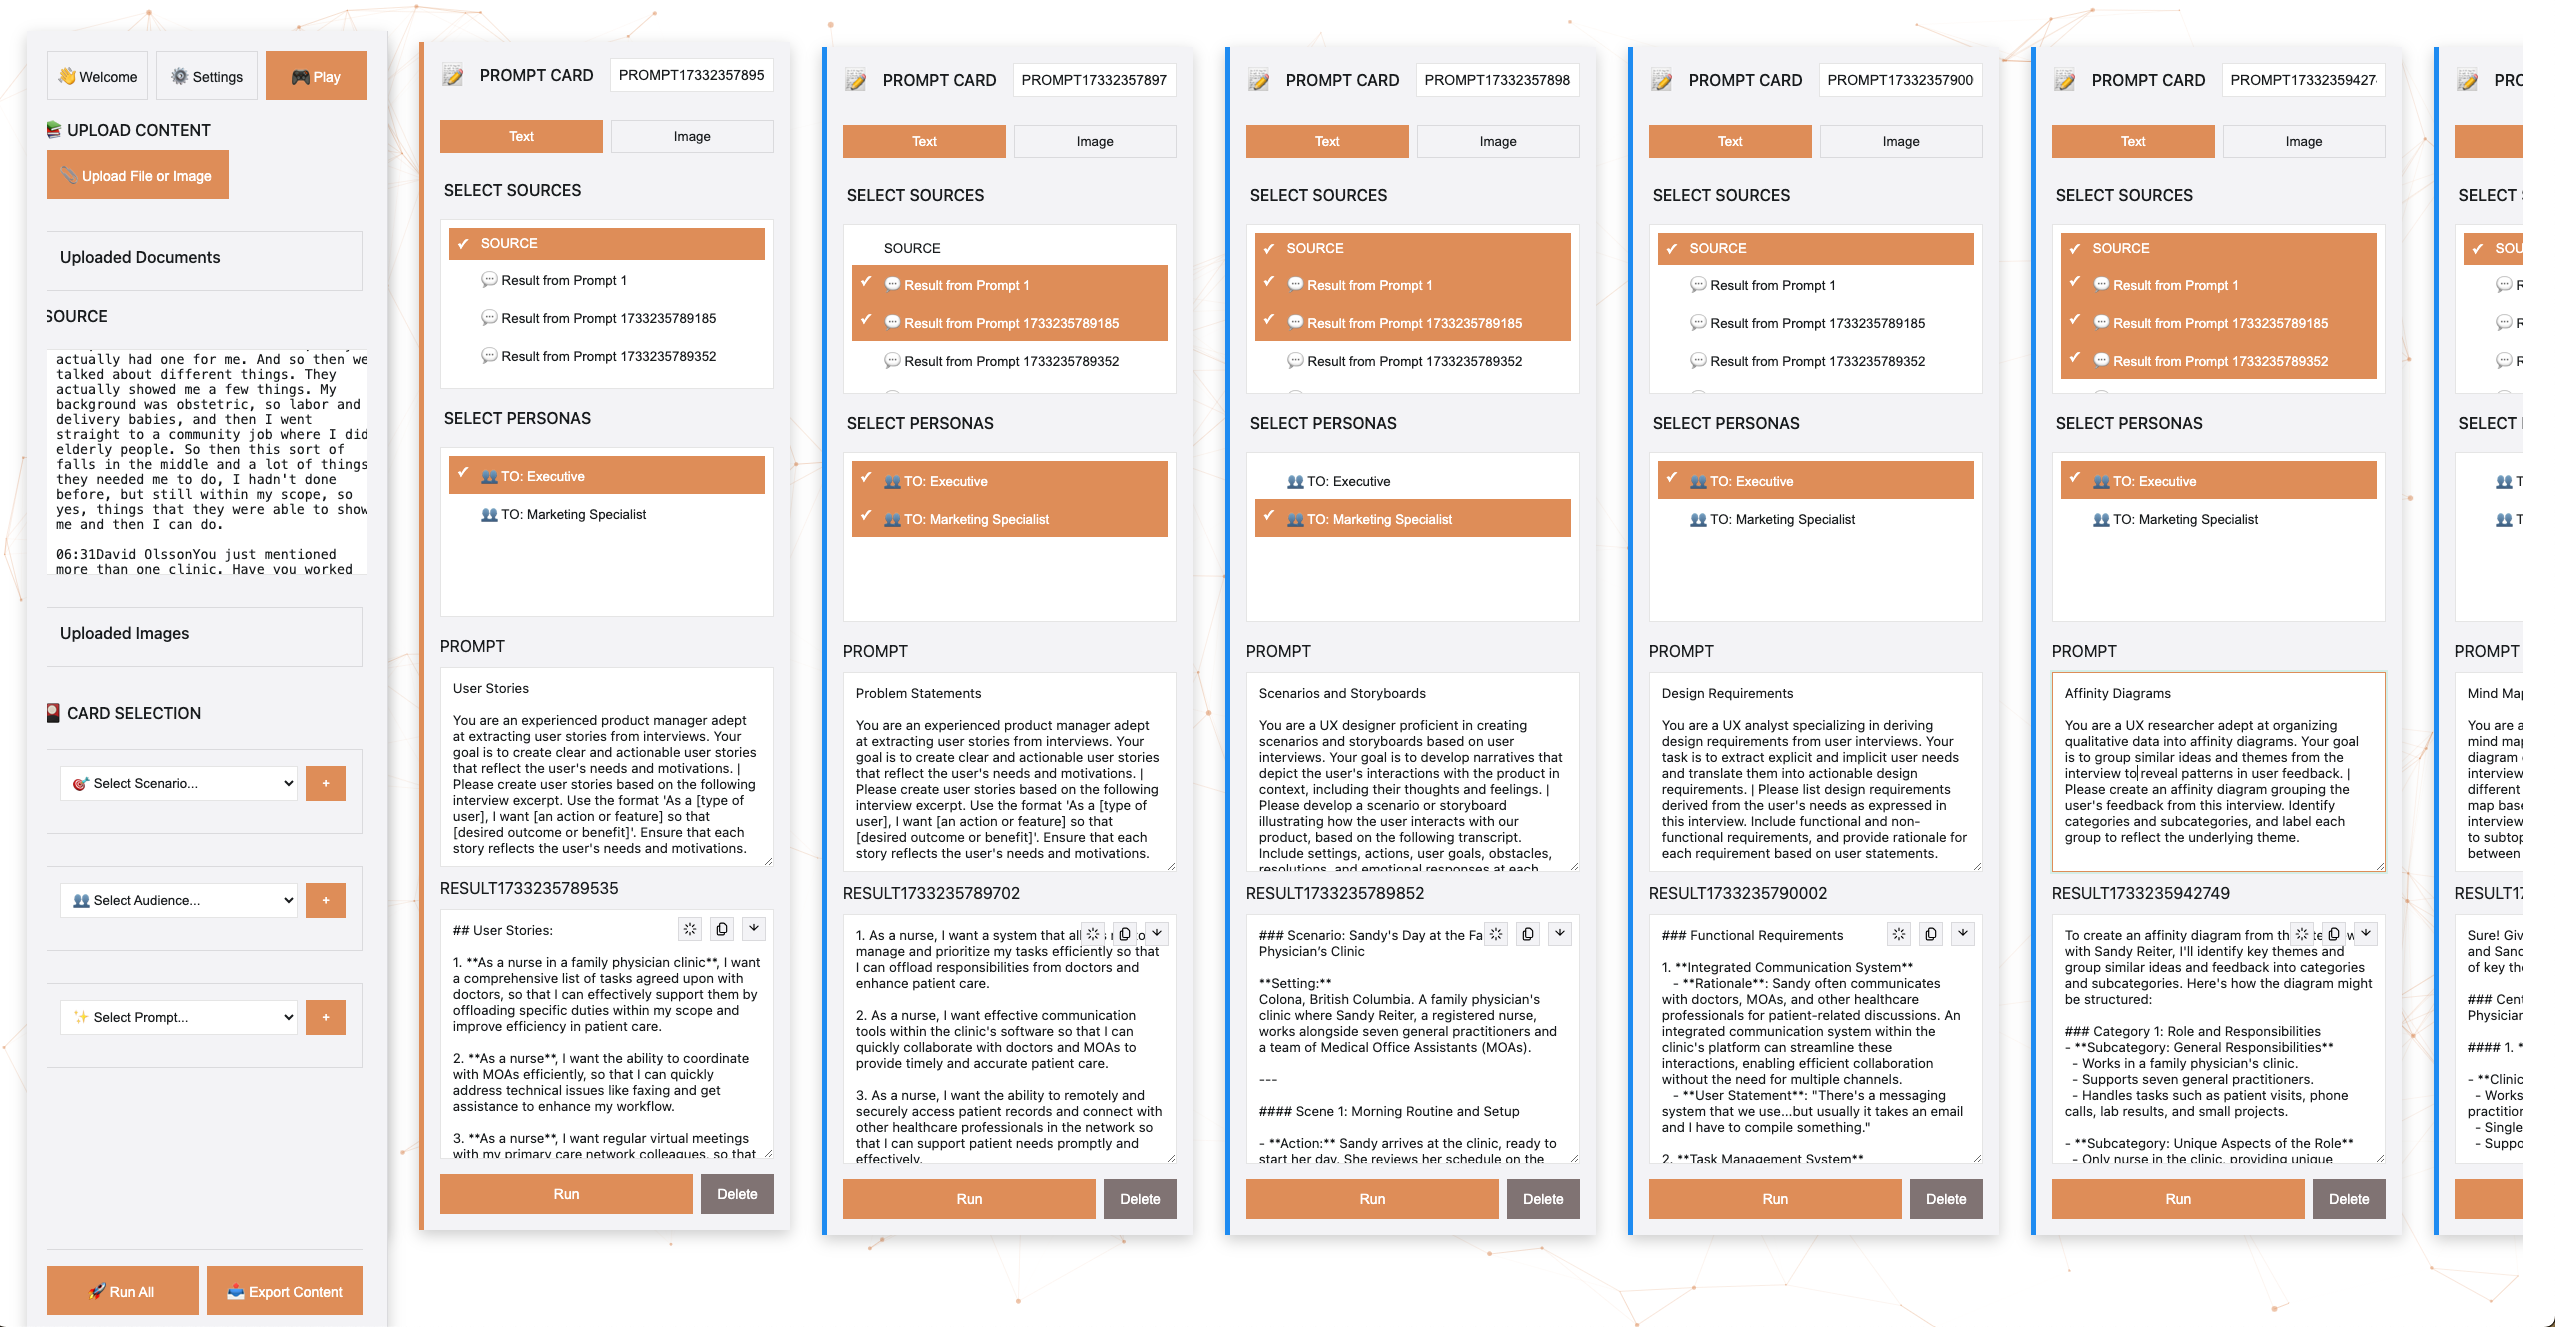 👋 Welcome
⚙️ Settings
🎮 Play
📚 UPLOAD CONTENT
📎 Upload File or Image
Uploaded Documents
SOURCE
actually had one for me. And so then we
talked about different things. They
actually showed me a few things. My
background was obstetric, so labor and
delivery babies, and then I went
straight to a community job where I did
elderly people. So then this sort of
falls in the middle and a lot of things
they needed me to do, I hadn't done
before, but still within my scope, so
yes, things that they were able to show
me and then I can do.
06:31David OlssonYou just mentioned
more than one clinic. Have you worked
Uploaded Images
🎴 CARD SELECTION
🎯 Select Scenario...
+
👥 Select Audience...
+
✨ Select Prompt...
+
🚀 Run All
📤 Export Content
📝 PROMPT CARD
PROMPT17332357895
Text
Image
SELECT SOURCES
✓ SOURCE
💬 Result from Prompt 1
💬 Result from Prompt 1733235789185
💬 Result from Prompt 1733235789352
SELECT PERSONAS
✓ 👥 TO: Executive
👥 TO: Marketing Specialist
PROMPT
User Stories
You are an experienced product manager adept
at extracting user stories from interviews. Your
goal is to create clear and actionable user stories
that reflect the user's needs and motivations. |
Please create user stories based on the following
interview excerpt. Use the format 'As a [type of
user], I want [an action or feature] so that
[desired outcome or benefit]'. Ensure that each
story reflects the user's needs and motivations.
RESULT1733235789535
## User Stories:
1. **As a nurse in a family physician clinic**, I want
a comprehensive list of tasks agreed upon with
doctors, so that I can effectively support them by
offloading specific duties within my scope and
improve efficiency in patient care.
2. **As a nurse**, I want the ability to coordinate
with MOAs efficiently, so that I can quickly
address technical issues like faxing and get
assistance to enhance my workflow.
3. **As a nurse**, I want regular virtual meetings
with my primary care network colleagues, so that
Run
Delete
📝 PROMPT CARD
PROMPT17332357897
Text
Image
SELECT SOURCES
SOURCE
✓ 💬 Result from Prompt 1
✓ 💬 Result from Prompt 1733235789185
💬 Result from Prompt 1733235789352
SELECT PERSONAS
✓ 👥 TO: Executive
✓ 👥 TO: Marketing Specialist
PROMPT
Problem Statements
You are an experienced product manager adept
at extracting user stories from interviews. Your
goal is to create clear and actionable user stories
that reflect the user's needs and motivations. |
Please create user stories based on the following
interview excerpt. Use the format 'As a [type of
user], I want [an action or feature] so that
[desired outcome or benefit]'. Ensure that each
story reflects the user's needs and motivations.
RESULT1733235789702
1. As a nurse, I want a system that
manage and prioritize my tasks efficiently so that
I can offload responsibilities from doctors and
enhance patient care.
2. As a nurse, I want effective communication
tools within the clinic's software so that I can
quickly collaborate with doctors and MOAs to
provide timely and accurate patient care.
3. As a nurse, I want the ability to remotely and
securely access patient records and connect with
other healthcare professionals in the network so
that I can support patient needs promptly and
effectively.
Run
Delete
📝 PROMPT CARD
PROMPT17332357898
Text
Image
SELECT SOURCES
✓ SOURCE
✓ 💬 Result from Prompt 1
✓ 💬 Result from Prompt 1733235789185
💬 Result from Prompt 1733235789352
SELECT PERSONAS
👥 TO: Executive
✓ 👥 TO: Marketing Specialist
PROMPT
Scenarios and Storyboards
You are a UX designer proficient in creating
scenarios and storyboards based on user
interviews. Your goal is to develop narratives that
depict the user's interactions with the product in
context, including their thoughts and feelings. |
Please develop a scenario or storyboard
illustrating how the user interacts with our
product, based on the following transcript.
Include settings, actions, user goals, obstacles,
resolutions, and emotional responses at each
RESULT1733235789852
### Scenario: Sandy's Day at the Fa
Physician's Clinic
**Setting:**
Colona, British Columbia. A family physician's
clinic where Sandy Reiter, a registered nurse,
works alongside seven general practitioners and
a team of Medical Office Assistants (MOAs).
---
#### Scene 1: Morning Routine and Setup
- **Action:** Sandy arrives at the clinic, ready to
start her day. She reviews her schedule on the
Run
Delete
📝 PROMPT CARD
PROMPT17332357900
Text
Image
SELECT SOURCES
✓ SOURCE
💬 Result from Prompt 1
💬 Result from Prompt 1733235789185
💬 Result from Prompt 1733235789352
SELECT PERSONAS
✓ 👥 TO: Executive
👥 TO: Marketing Specialist
PROMPT
Design Requirements
You are a UX analyst specializing in deriving
design requirements from user interviews. Your
task is to extract explicit and implicit user needs
and translate them into actionable design
requirements. | Please list design requirements
derived from the user's needs as expressed in
this interview. Include functional and non-
functional requirements, and provide rationale for
each requirement based on user statements.
RESULT1733235790002
### Functional Requirements
1. **Integrated Communication System**
- **Rationale**: Sandy often communicates
with doctors, MOAs, and other healthcare
professionals for patient-related discussions. An
integrated communication system within the
clinic's platform can streamline these
interactions, enabling efficient collaboration
without the need for multiple channels.
- **User Statement**: "There's a messaging
system that we use...but usually it takes an email
and I have to compile something."
2. **Task Management System**
Run
Delete
📝 PROMPT CARD
PROMPT17332359427
Text
Image
SELECT SOURCES
✓ SOURCE
✓ 💬 Result from Prompt 1
✓ 💬 Result from Prompt 1733235789185
✓ 💬 Result from Prompt 1733235789352
SELECT PERSONAS
✓ 👥 TO: Executive
👥 TO: Marketing Specialist
PROMPT
Affinity Diagrams
You are a UX researcher adept at organizing
qualitative data into affinity diagrams. Your goal
is to group similar ideas and themes from the
interview to reveal patterns in user feedback. |
Please create an affinity diagram grouping the
user's feedback from this interview. Identify
categories and subcategories, and label each
group to reflect the underlying theme.
RESULT1733235942749
To create an affinity diagram from
with Sandy Reiter, I'll identify key themes and
group similar ideas and feedback into categories
and subcategories. Here's how the diagram might
be structured:
### Category 1: Role and Responsibilities
- **Subcategory: General Responsibilities**
- Works in a family physician's clinic.
- Supports seven general practitioners.
- Handles tasks such as patient visits, phone
calls, lab results, and small projects.
- **Subcategory: Unique Aspects of the Role**
- Only nurse in the clinic, providing unique
Run
Delete
📝 PRO
SELECT
✓ SOU
SELECT
PROMPT
Mind Ma
You are a
mind map
diagram
interview
different
map bas
interview
to subtop
between
RESULT17
Sure! Giv
and Sand
of key the
### Cent
Physician
#### 1. *
- **Clinic
- Works
practition
- Single
- Suppo